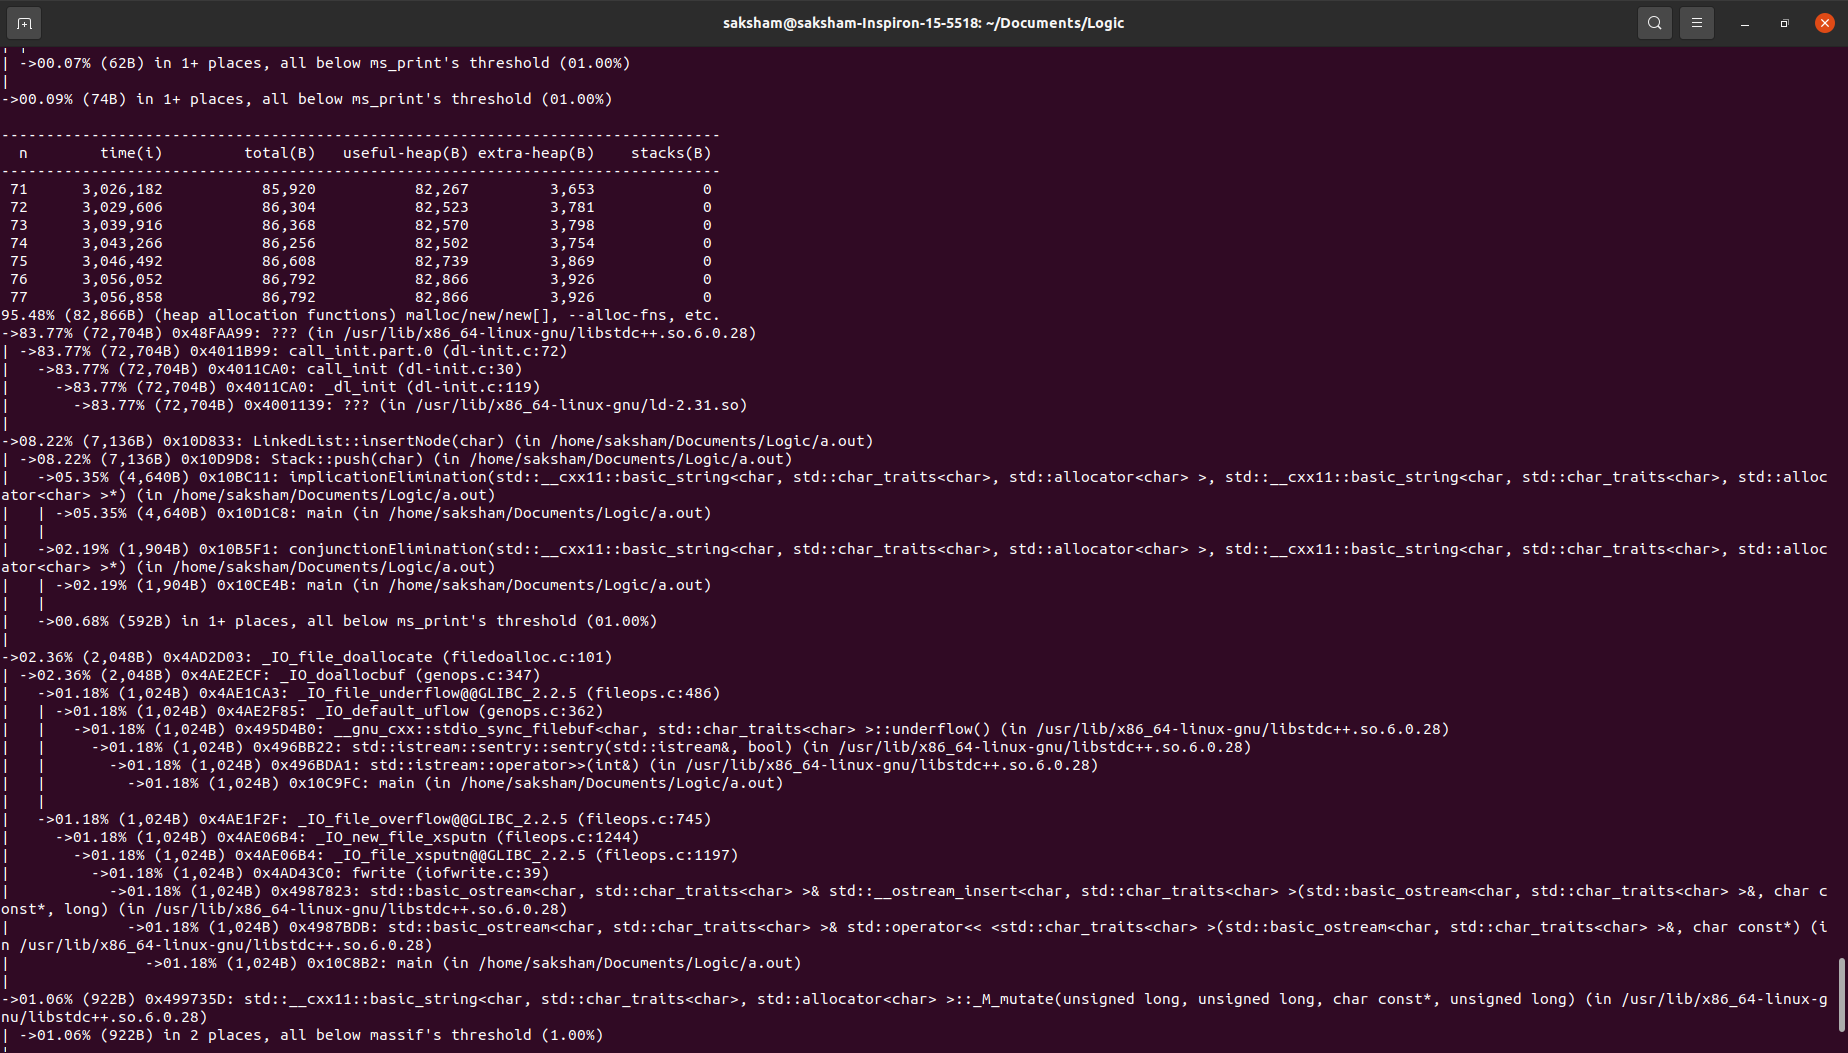 saksham@saksham-Inspiron-15-5518: ~/Documents/Logic
| ->00.07% (62B) in 1+ places, all below ms_print's threshold (01.00%)
|
->00.09% (74B) in 1+ places, all below ms_print's threshold (01.00%)
--------------------------------------------------------------------------------
  n        time(i)         total(B)   useful-heap(B) extra-heap(B)    stacks(B)
--------------------------------------------------------------------------------
 71      3,026,182           85,920           82,267         3,653            0
 72      3,029,606           86,304           82,523         3,781            0
 73      3,039,916           86,368           82,570         3,798            0
 74      3,043,266           86,256           82,502         3,754            0
 75      3,046,492           86,608           82,739         3,869            0
 76      3,056,052           86,792           82,866         3,926            0
 77      3,056,858           86,792           82,866         3,926            0
95.48% (82,866B) (heap allocation functions) malloc/new/new[], --alloc-fns, etc.
->83.77% (72,704B) 0x48FAA99: ??? (in /usr/lib/x86_64-linux-gnu/libstdc++.so.6.0.28)
| ->83.77% (72,704B) 0x4011B99: call_init.part.0 (dl-init.c:72)
|   ->83.77% (72,704B) 0x4011CA0: call_init (dl-init.c:30)
|     ->83.77% (72,704B) 0x4011CA0: _dl_init (dl-init.c:119)
|       ->83.77% (72,704B) 0x4001139: ??? (in /usr/lib/x86_64-linux-gnu/ld-2.31.so)
|
->08.22% (7,136B) 0x10D833: LinkedList::insertNode(char) (in /home/saksham/Documents/Logic/a.out)
| ->08.22% (7,136B) 0x10D9D8: Stack::push(char) (in /home/saksham/Documents/Logic/a.out)
|   ->05.35% (4,640B) 0x10BC11: implicationElimination(std::__cxx11::basic_string<char, std::char_traits<char>, std::allocator<char> >, std::__cxx11::basic_string<char, std::char_traits<char>, std::alloc
ator<char> >*) (in /home/saksham/Documents/Logic/a.out)
|   | ->05.35% (4,640B) 0x10D1C8: main (in /home/saksham/Documents/Logic/a.out)
|   |
|   ->02.19% (1,904B) 0x10B5F1: conjunctionElimination(std::__cxx11::basic_string<char, std::char_traits<char>, std::allocator<char> >, std::__cxx11::basic_string<char, std::char_traits<char>, std::alloc
ator<char> >*) (in /home/saksham/Documents/Logic/a.out)
|   | ->02.19% (1,904B) 0x10CE4B: main (in /home/saksham/Documents/Logic/a.out)
|   |
|   ->00.68% (592B) in 1+ places, all below ms_print's threshold (01.00%)
|
->02.36% (2,048B) 0x4AD2D03: _IO_file_doallocate (filedoalloc.c:101)
| ->02.36% (2,048B) 0x4AE2ECF: _IO_doallocbuf (genops.c:347)
|   ->01.18% (1,024B) 0x4AE1CA3: _IO_file_underflow@@GLIBC_2.2.5 (fileops.c:486)
|   | ->01.18% (1,024B) 0x4AE2F85: _IO_default_uflow (genops.c:362)
|   |   ->01.18% (1,024B) 0x495D4B0: __gnu_cxx::stdio_sync_filebuf<char, std::char_traits<char> >::underflow() (in /usr/lib/x86_64-linux-gnu/libstdc++.so.6.0.28)
|   |     ->01.18% (1,024B) 0x496BB22: std::istream::sentry::sentry(std::istream&, bool) (in /usr/lib/x86_64-linux-gnu/libstdc++.so.6.0.28)
|   |       ->01.18% (1,024B) 0x496BDA1: std::istream::operator>>(int&) (in /usr/lib/x86_64-linux-gnu/libstdc++.so.6.0.28)
|   |         ->01.18% (1,024B) 0x10C9FC: main (in /home/saksham/Documents/Logic/a.out)
|   |
|   ->01.18% (1,024B) 0x4AE1F2F: _IO_file_overflow@@GLIBC_2.2.5 (fileops.c:745)
|     ->01.18% (1,024B) 0x4AE06B4: _IO_new_file_xsputn (fileops.c:1244)
|       ->01.18% (1,024B) 0x4AE06B4: _IO_file_xsputn@@GLIBC_2.2.5 (fileops.c:1197)
|         ->01.18% (1,024B) 0x4AD43C0: fwrite (iofwrite.c:39)
|           ->01.18% (1,024B) 0x4987823: std::basic_ostream<char, std::char_traits<char> >& std::__ostream_insert<char, std::char_traits<char> >(std::basic_ostream<char, std::char_traits<char> >&, char c
onst*, long) (in /usr/lib/x86_64-linux-gnu/libstdc++.so.6.0.28)
|             ->01.18% (1,024B) 0x4987BDB: std::basic_ostream<char, std::char_traits<char> >& std::operator<< <std::char_traits<char> >(std::basic_ostream<char, std::char_traits<char> >&, char const*) (i
n /usr/lib/x86_64-linux-gnu/libstdc++.so.6.0.28)
|               ->01.18% (1,024B) 0x10C8B2: main (in /home/saksham/Documents/Logic/a.out)
|
->01.06% (922B) 0x499735D: std::__cxx11::basic_string<char, std::char_traits<char>, std::allocator<char> >::_M_mutate(unsigned long, unsigned long, char const*, unsigned long) (in /usr/lib/x86_64-linux-g
nu/libstdc++.so.6.0.28)
| ->01.06% (922B) in 2 places, all below massif's threshold (1.00%)